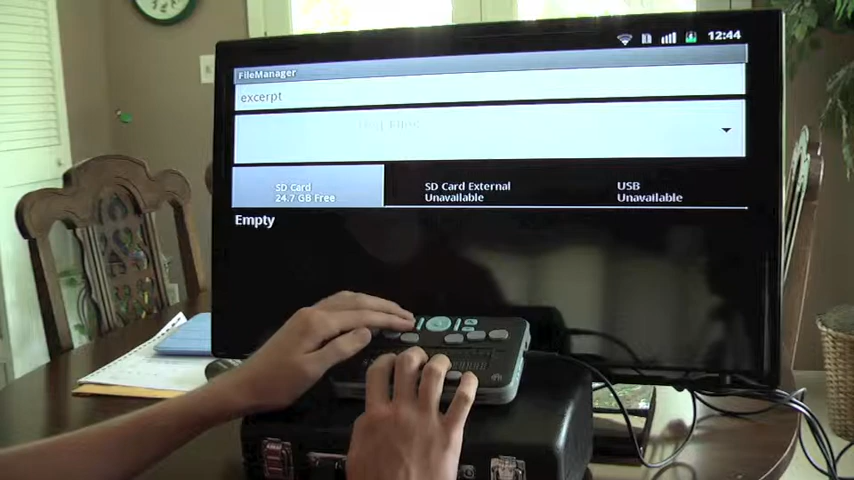 12:44
FileManager
excerpt
SD Card
24.7 GB Free
SD Card External
Unavailable
USB
Unavailable
Empty